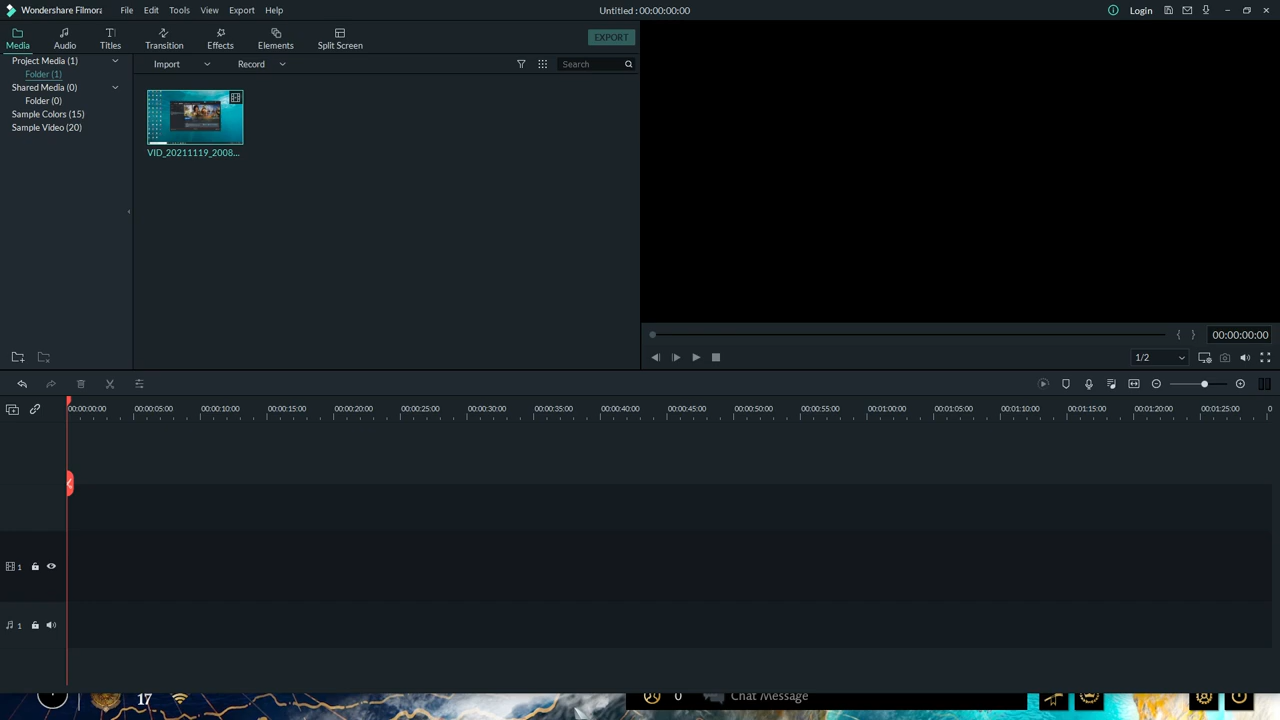 Wondershare Filmora File Edit Tools View Export Help Untitled : 00:00:00:00 Login
Media Audio Titles Transition Effects Elements Split Screen EXPORT
Project Media (1)
Folder (1)
Shared Media (0)
Folder (0)
Sample Colors (15)
Sample Video (20)
Import Record Search
VID_20211119_2008...
00:00:00:00
1/2
00:00:00:00 00:00:05:00 00:00:10:00 00:00:15:00 00:00:20:00 00:00:25:00 00:00:30:00 00:00:35:00 00:00:40:00 00:00:45:00 00:00:50:00 00:00:55:00 00:01:00:00 00:01:05:00 00:01:10:00 00:01:15:00 00:01:20:00 00:01:25:00 0
1
1
17 0 Chat Message